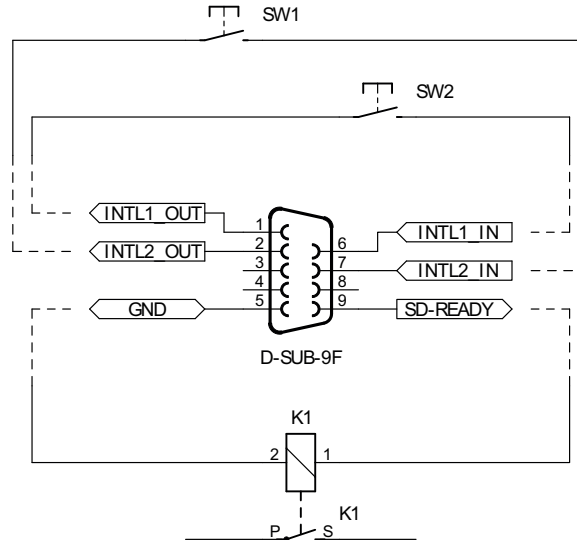 SW1
SW2
INTL1_OUT
1
6
INTL1_IN
INTL2_OUT
2
7
INTL2_IN
3
8
4
GND
5
9
SD-READY
D-SUB-9F
K1
2
1
K1
P
S